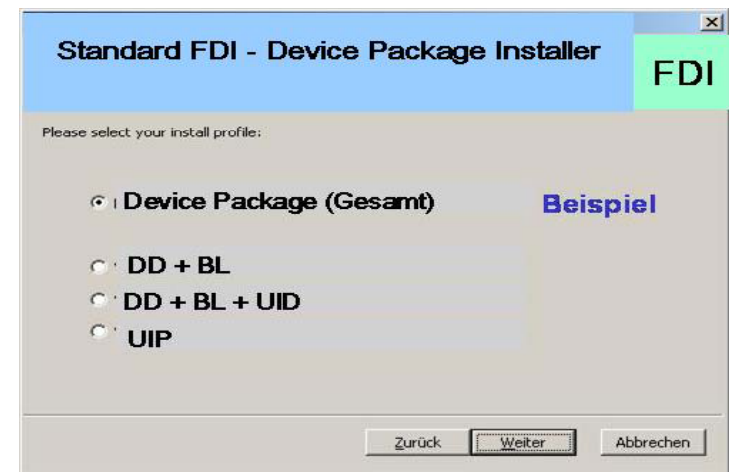 Standard FDI - Device Package Installer
FDI
Please select your install profile:
Device Package (Gesamt)
Beispiel
DD + BL
DD + BL + UID
UIP
Zurück
Weiter
Abbrechen